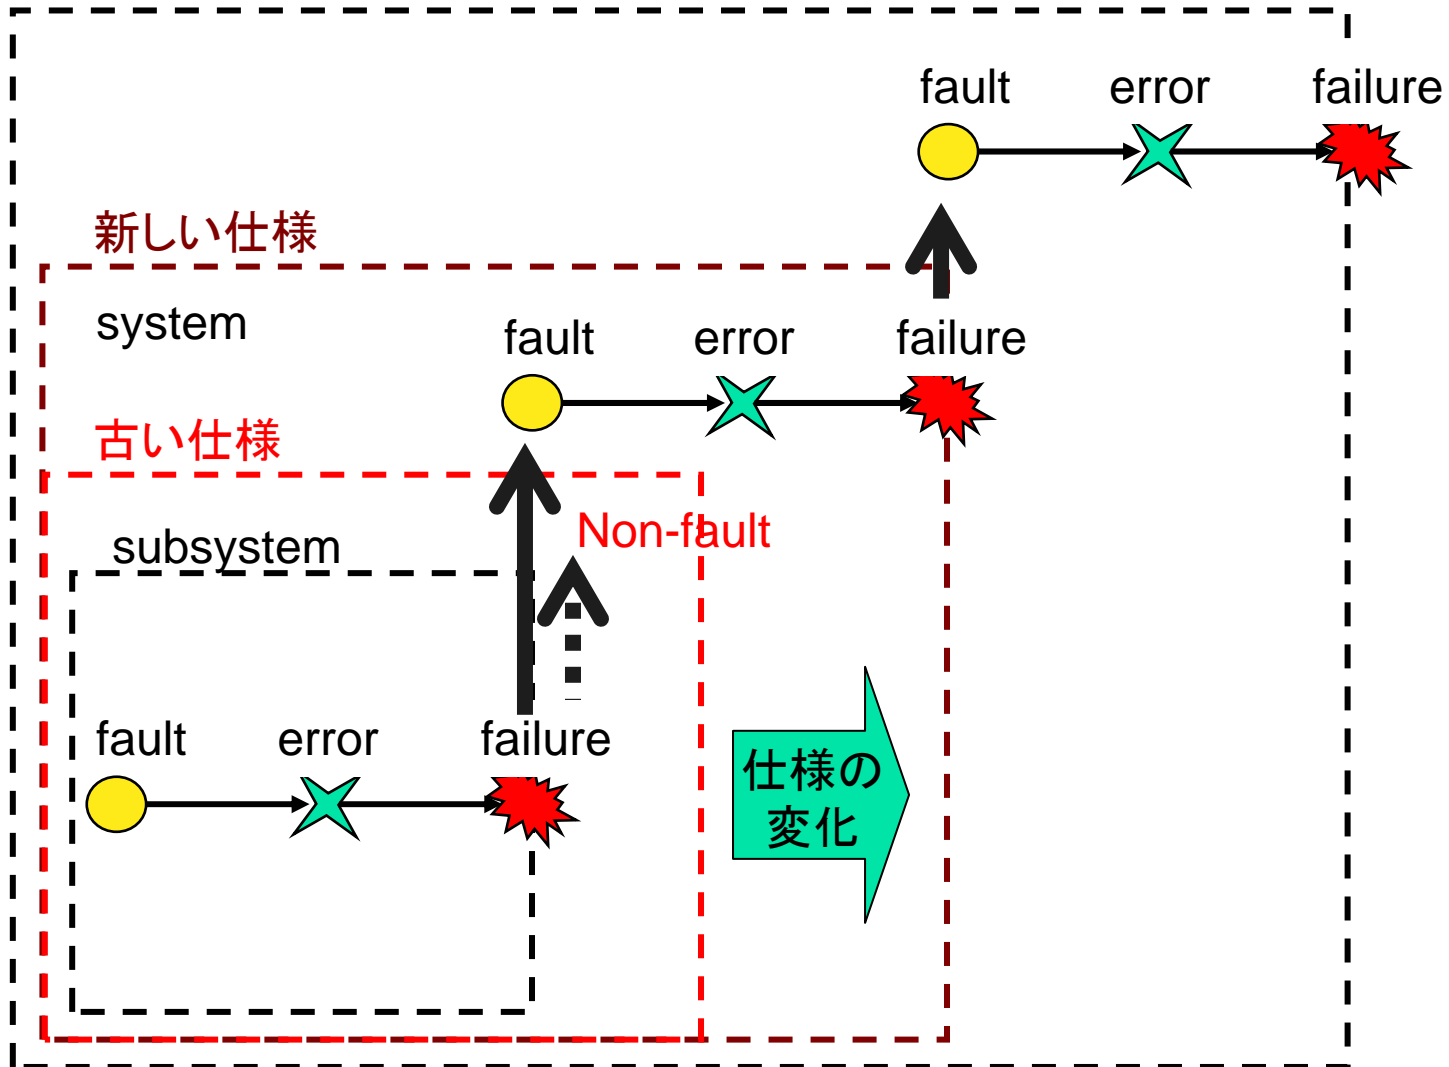 fault error failure
新しい仕様
system
fault error failure
古い仕様
Non-fault
subsystem
fault error failure
仕様の
変化